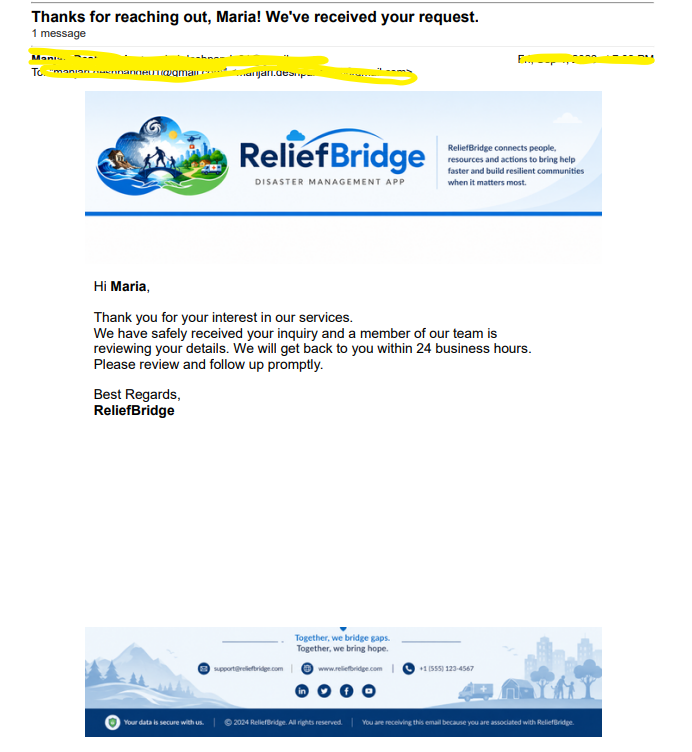 Thanks for reaching out, Maria! We've received your request.
1 message
To:
ReliefBridge
DISASTER MANAGEMENT APP
ReliefBridge connects people,
resources and actions to bring help
faster and build resilient communities
when it matters most.
Hi Maria,
Thank you for your interest in our services.
We have safely received your inquiry and a member of our team is
reviewing your details. We will get back to you within 24 business hours.
Please review and follow up promptly.
Best Regards,
ReliefBridge
Together, we bridge gaps.
Together, we bring hope.
support@reliefbridge.com | www.reliefbridge.com | +1 (555) 123-4567
Your data is secure with us. | © 2024 ReliefBridge. All rights reserved. | You are receiving this email because you are associated with ReliefBridge.